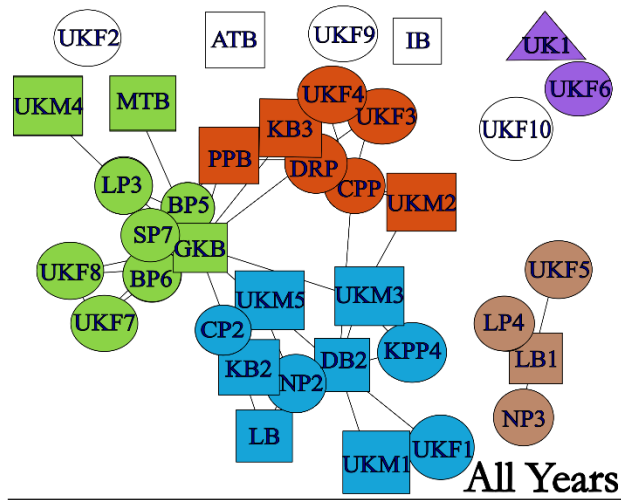 UKF2
ATB
UKF9
IB
UK1
UKM4
MTB
UKF4
UKF6
KB3
UKF3
UKF10
PPB
DRP
LP3
CPP
BP5
UKM2
SP7
GKB
UKF8
BP6
UKF5
UKM5
UKM3
UKF7
CP2
LP4
KPP4
DB2
LB1
KB2
NP2
NP3
LB
UKF1
UKM1
All Years